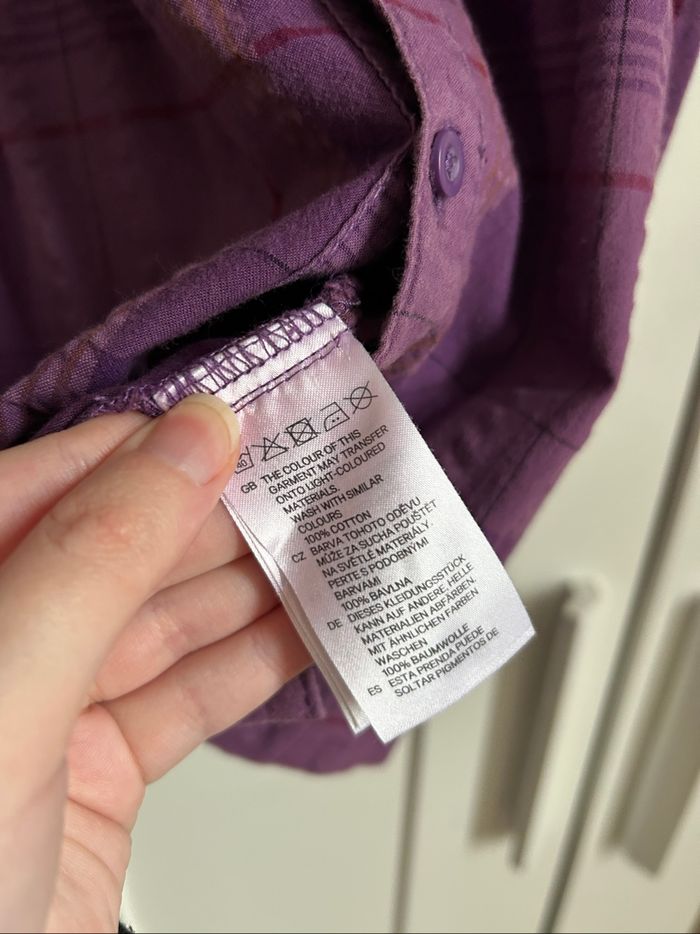 40
GB THE COLOUR OF THIS
GARMENT MAY TRANSFER
ONTO LIGHT-COLOURED
MATERIALS
WASH WITH SIMILAR
COLOURS
100% COTTON
CZ BARVA TOHOTO ODĚVU
MŮŽE ZA SUCHA POUŠTĚT
NA SVĚTLÉ MATERIÁLY.
PERTE S PODOBNÝMI
BARVAMI
100% BAVLNA
DE DIESES KLEIDUNGSSTÜCK
KANN AUF ANDERE, HELLE
MATERIALIEN ABFÄRBEN.
MIT ÄHNLICHEN FARBEN
WASCHEN
100% BAUMWOLLE
ES ESTA PRENDA PUEDE
SOLTAR PIGMENTOS DE